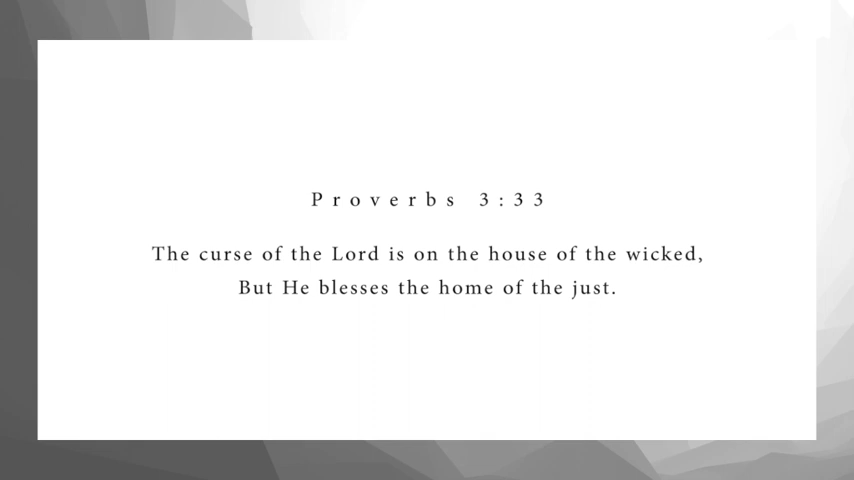 Proverbs 3:33
The curse of the Lord is on the house of the wicked,
But He blesses the home of the just.